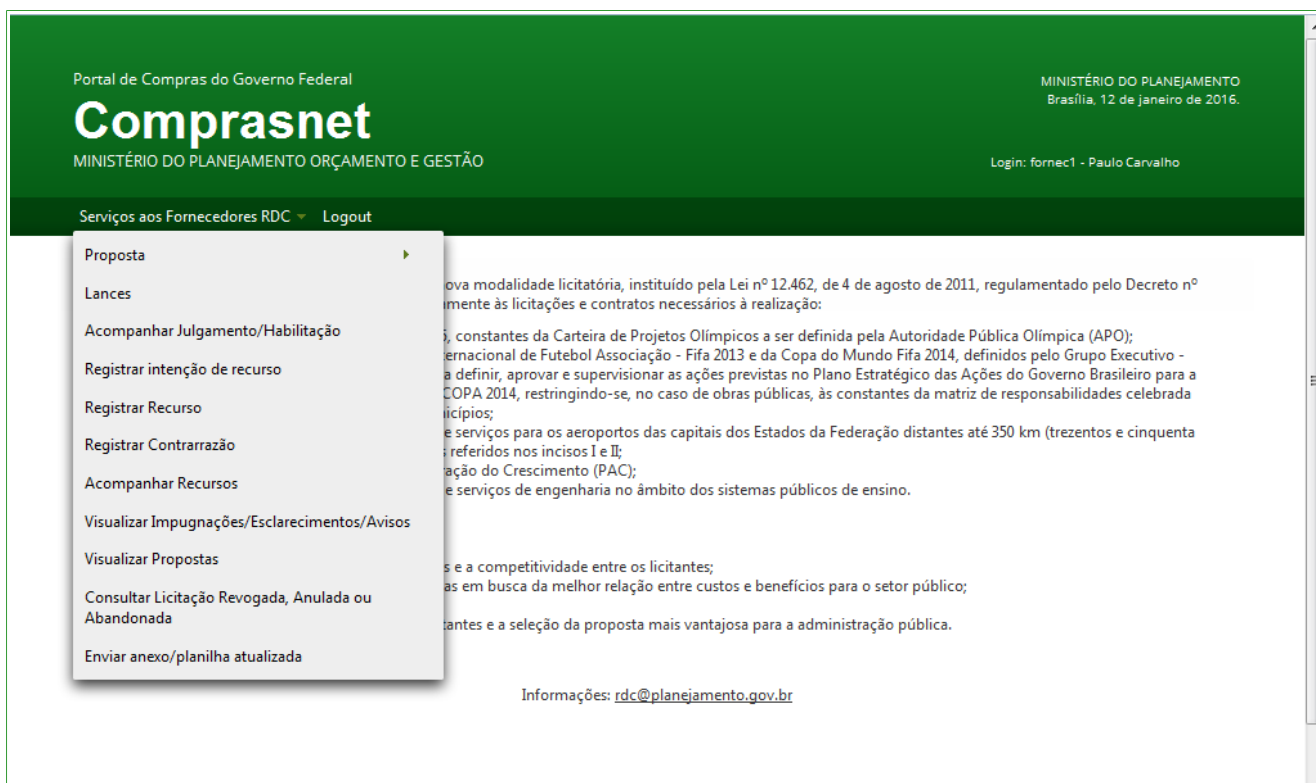 Portal de Compras do Governo Federal
Comprasnet
MINISTÉRIO DO PLANEJAMENTO ORÇAMENTO E GESTÃO
MINISTÉRIO DO PLANEJAMENTO
Brasília, 12 de janeiro de 2016.
Login: fornec1 - Paulo Carvalho
Serviços aos Fornecedores RDC Logout
Proposta
Lances
Acompanhar Julgamento/Habilitação
Registrar intenção de recurso
Registrar Recurso
Registrar Contrarrazão
Acompanhar Recursos
Visualizar Impugnações/Esclarecimentos/Avisos
Visualizar Propostas
Consultar Licitação Revogada, Anulada ou
Abandonada
Enviar anexo/planilha atualizada
ova modalidade licitatória, instituído pela Lei nº 12.462, de 4 de agosto de 2011, regulamentado pelo Decreto nº
mente às licitações e contratos necessários à realização:
, constantes da Carteira de Projetos Olímpicos a ser definida pela Autoridade Pública Olímpica (APO);
ternacional de Futebol Associação - Fifa 2013 e da Copa do Mundo Fifa 2014, definidos pelo Grupo Executivo -
a definir, aprovar e supervisionar as ações previstas no Plano Estratégico das Ações do Governo Brasileiro para a
COPA 2014, restringindo-se, no caso de obras públicas, às constantes da matriz de responsabilidades celebrada
icípios;
e serviços para os aeroportos das capitais dos Estados da Federação distantes até 350 km (trezentos e cinquenta
s referidos nos incisos I e II;
ração do Crescimento (PAC);
e serviços de engenharia no âmbito dos sistemas públicos de ensino.
s e a competitividade entre os licitantes;
as em busca da melhor relação entre custos e benefícios para o setor público;
tantes e a seleção da proposta mais vantajosa para a administração pública.
Informações: rdc@planejamento.gov.br